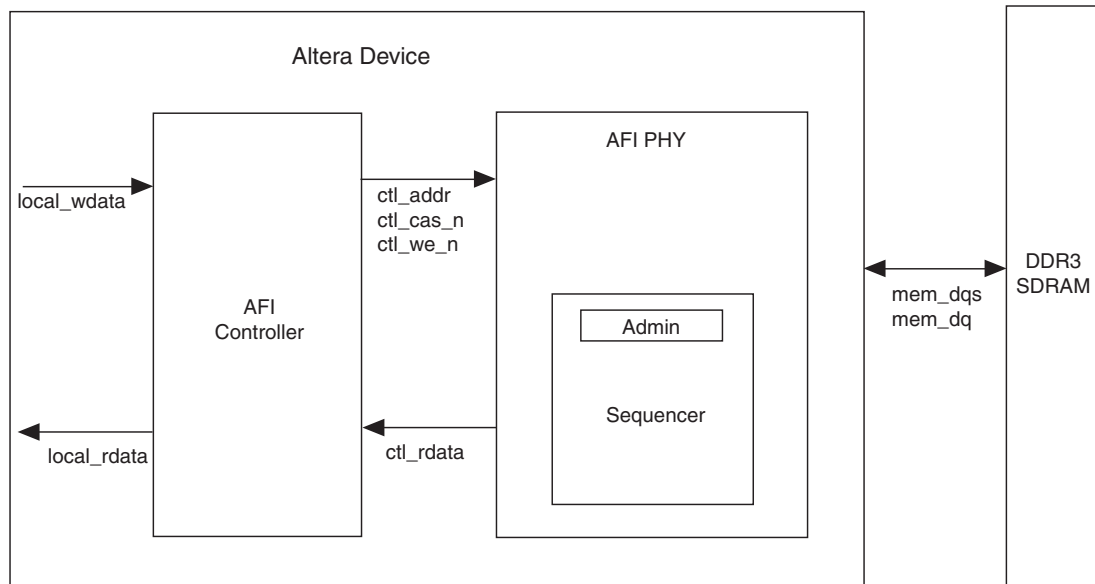 Altera Device
local_wdata
AFI
Controller
local_rdata
ctl_addr
ctl_cas_n
ctl_we_n
ctl_rdata
AFI PHY
Admin
Sequencer
mem_dqs
mem_dq
DDR3
SDRAM